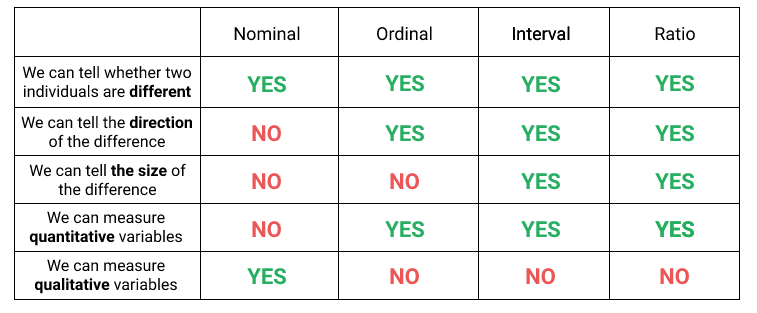 Nominal Ordinal Interval Ratio
We can tell whether two
individuals are different
YES YES YES YES
We can tell the direction
of the difference
NO YES YES YES
We can tell the size of
the difference
NO NO YES YES
We can measure
quantitative variables
NO YES YES YES
We can measure
qualitative variables
YES NO NO NO